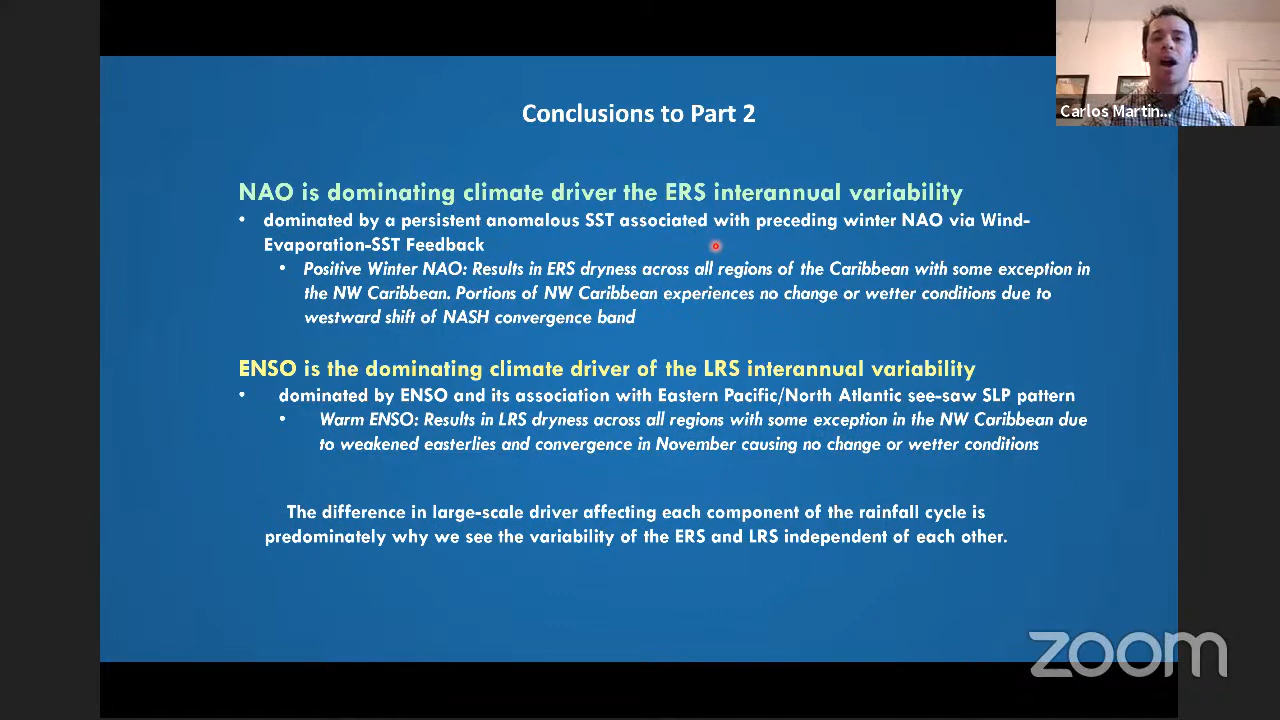 Conclusions to Part 2
Carlos Martin...
NAO is dominating climate driver the ERS interannual variability
• dominated by a persistent anomalous SST associated with preceding winter NAO via Wind-
Evaporation-SST Feedback
• Positive Winter NAO: Results in ERS dryness across all regions of the Caribbean with some exception in
the NW Caribbean. Portions of NW Caribbean experiences no change or wetter conditions due to
westward shift of NASH convergence band
ENSO is the dominating climate driver of the LRS interannual variability
• dominated by ENSO and its association with Eastern Pacific/North Atlantic see-saw SLP pattern
• Warm ENSO: Results in LRS dryness across all regions with some exception in the NW Caribbean due
to weakened easterlies and convergence in November causing no change or wetter conditions
The difference in large-scale driver affecting each component of the rainfall cycle is
predominately why we see the variability of the ERS and LRS independent of each other.
zoom